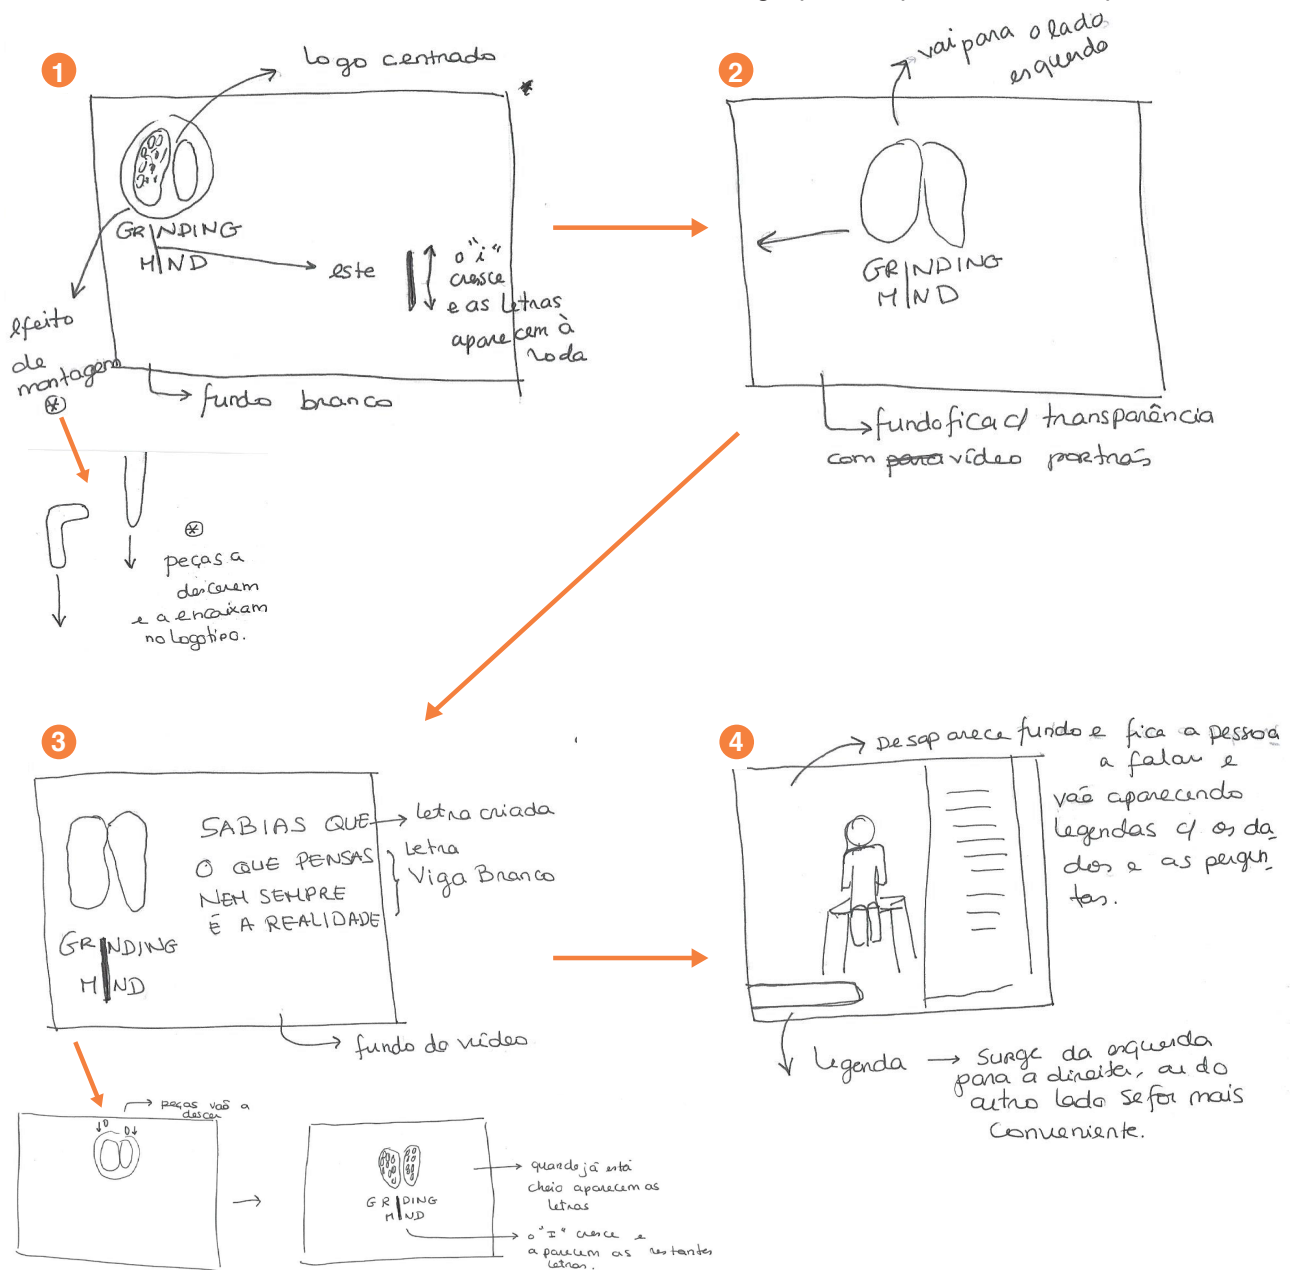 1
logo centrado
GRINDING
MIND
este
o "i"
cresce
e as letras
aparecem à
roda
efeito
de
montagem
fundo branco
peças a
descerem
e a encaixam
no logotipo.
2
vai para o lado
esquerdo
GRINDING
MIND
fundo fica c/ transparência
com para vídeo por trás
3
SABIAS QUE
O QUE PENSAS
NEM SEMPRE
É A REALIDADE
letra criada
Letra
Viga Branco
GRINDING
MIND
fundo do vídeo
peças vão a
descer
GRIDING
MIND
quando já está
cheio aparecem as
letras
o "I" cresce e
aparecem as restantes
letras.
4
Desaparece fundo e fica a pessoa
a falar e
vão aparecendo
legendas c/ os da_
dos e as pergun_
tas.
legenda → surge da esquerda
para a direita, ou do
outro lado se for mais
conveniente.